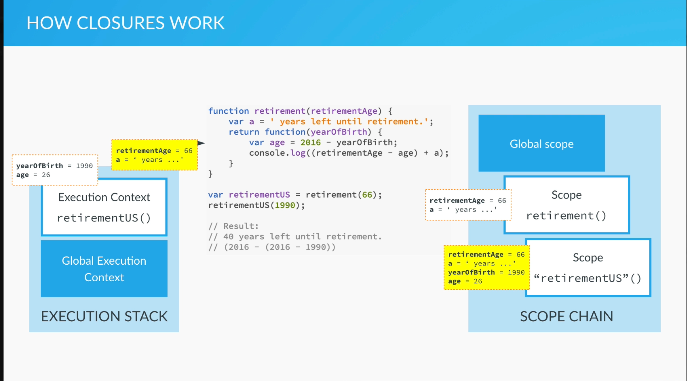 HOW CLOSURES WORK
retirementAge = 66
a = ' years ...'
yearOfBirth = 1990
age = 26
Execution Context
retirementUS()
Global Execution
Context
EXECUTION STACK
function retirement(retirementAge) {
    var a = ' years left until retirement.';
    return function(yearOfBirth) {
        var age = 2016 - yearOfBirth;
        console.log((retirementAge - age) + a);
    }
}
var retirementUS = retirement(66);
retirementUS(1990);
// Result:
// 40 years left until retirement.
// (2016 - (2016 - 1990))
Global scope
retirementAge = 66
a = ' years ...'
Scope
retirement()
retirementAge = 66
a = ' years ...'
yearOfBirth = 1990
age = 26
Scope
“retirementUS”()
SCOPE CHAIN